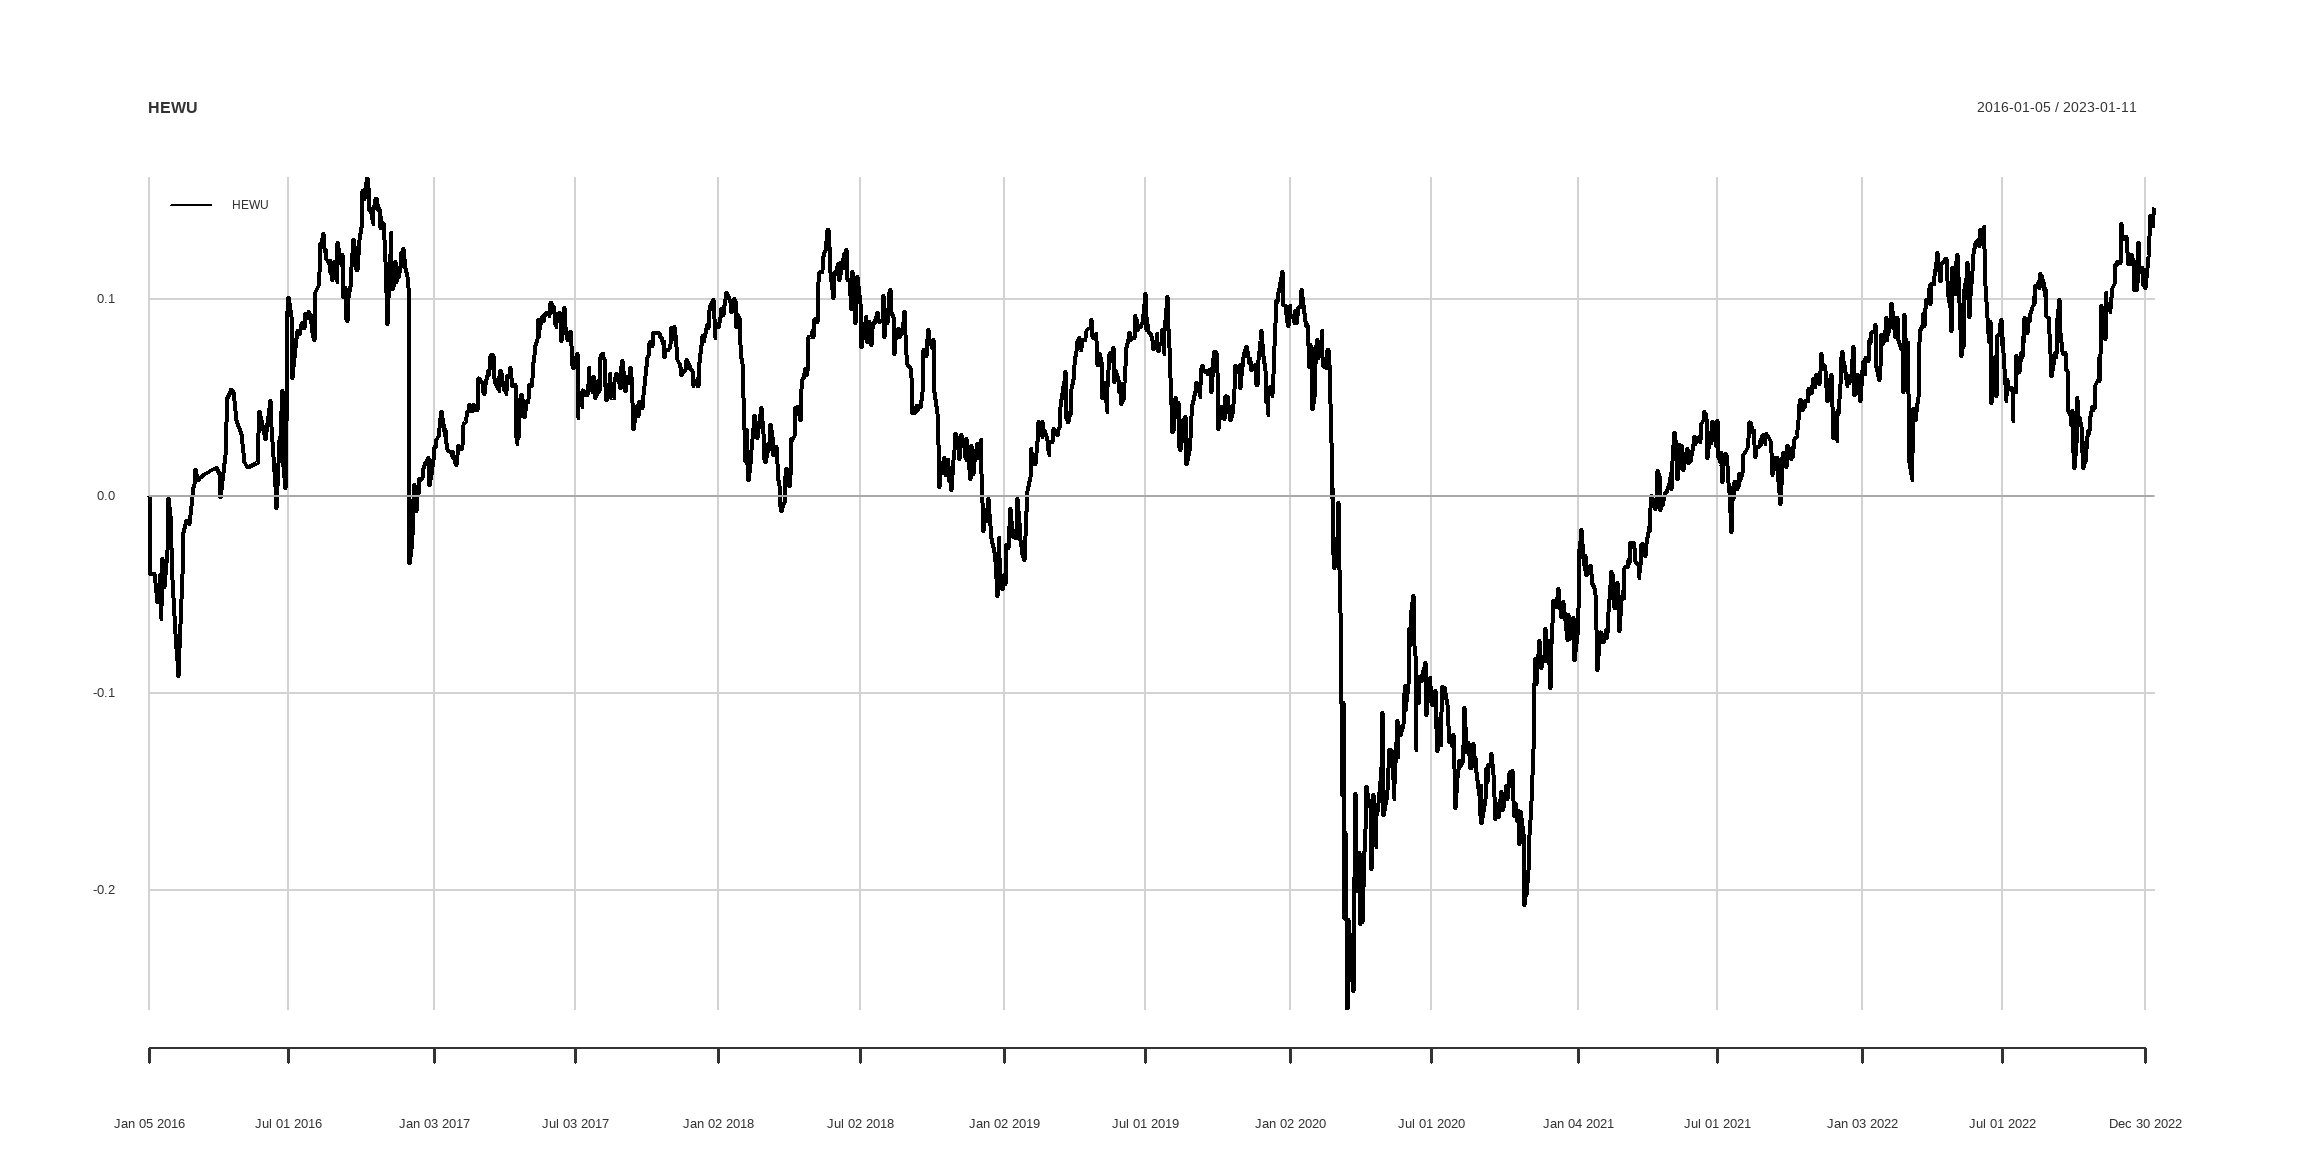 HEWU
2016-01-05 / 2023-01-11
HEWU
0.1
0.0
-0.1
-0.2
Jan 05 2016
Jul 01 2016
Jan 03 2017
Jul 03 2017
Jan 02 2018
Jul 02 2018
Jan 02 2019
Jul 01 2019
Jan 02 2020
Jul 01 2020
Jan 04 2021
Jul 01 2021
Jan 03 2022
Jul 01 2022
Dec 30 2022